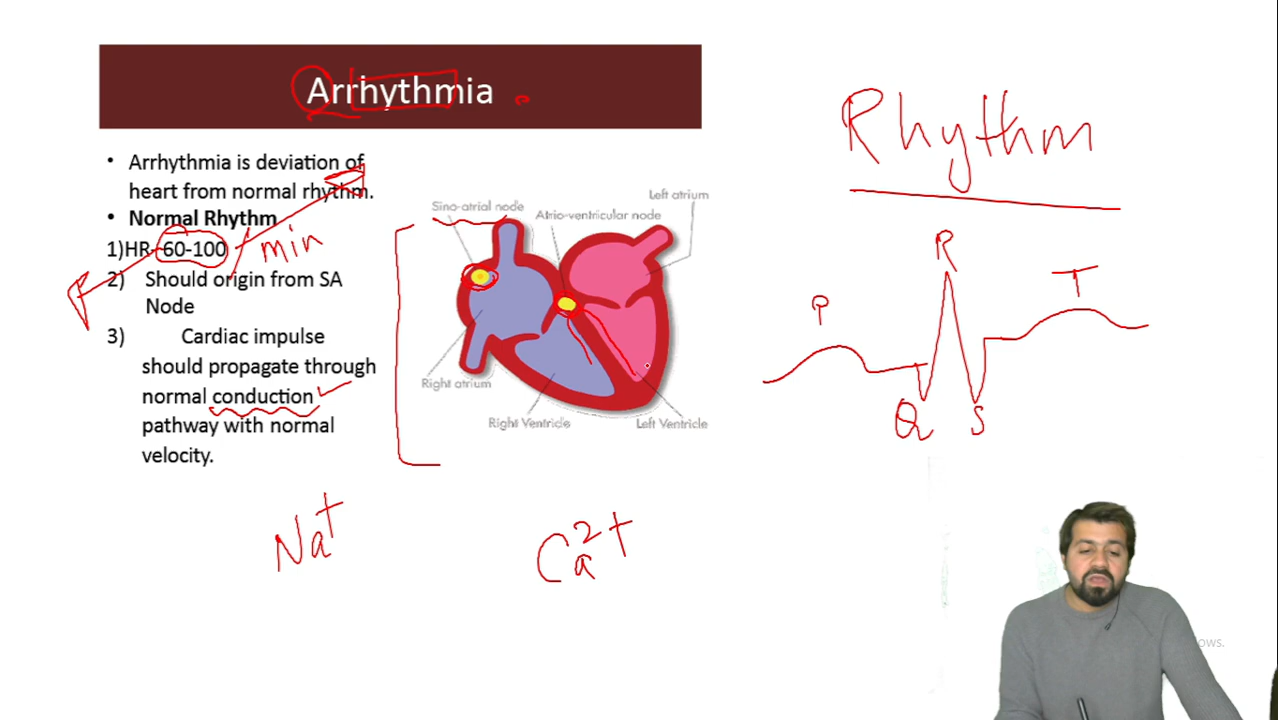 Arrhythmia
• Arrhythmia is deviation of
heart from normal rhythm.
• Normal Rhythm
1)HR- 60-100 / min
2) Should origin from SA
Node
3) Cardiac impulse
should propagate through
normal conduction
pathway with normal
velocity.
Sino-atrial node
Atrio-ventricular node
Left atrium
Right atrium
Right Ventricle
Left Ventricle
Na+
Ca2+
Rhythm
P
R
T
Q
S
ows.